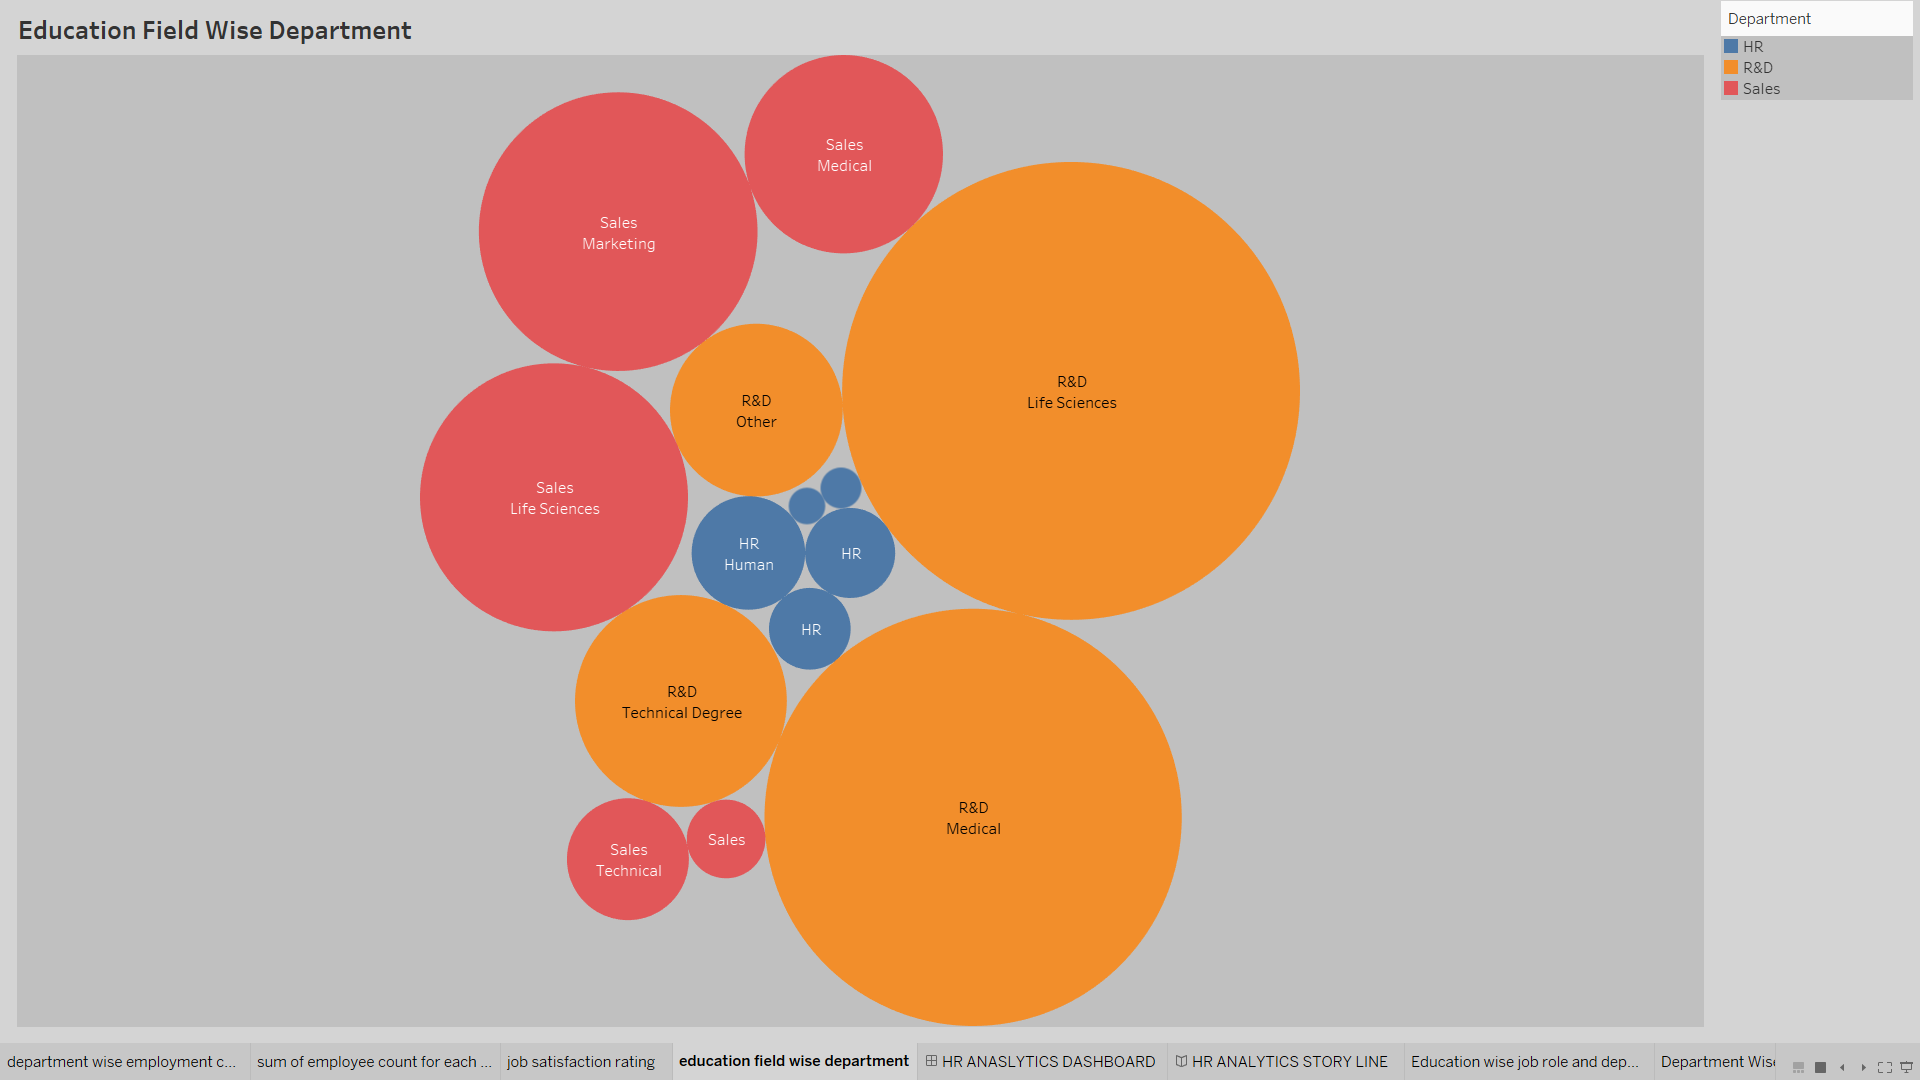 Education Field Wise Department
Department
HR
R&D
Sales
Sales
Medical
Sales
Marketing
R&D
Life Sciences
R&D
Other
Sales
Life Sciences
HR
Human
HR
HR
R&D
Technical Degree
R&D
Medical
Sales
Sales
Technical
department wise employment c...
sum of employee count for each ...
job satisfaction rating
education field wise department
HR ANASLYTICS DASHBOARD
HR ANALYTICS STORY LINE
Education wise job role and dep...
Department Wise